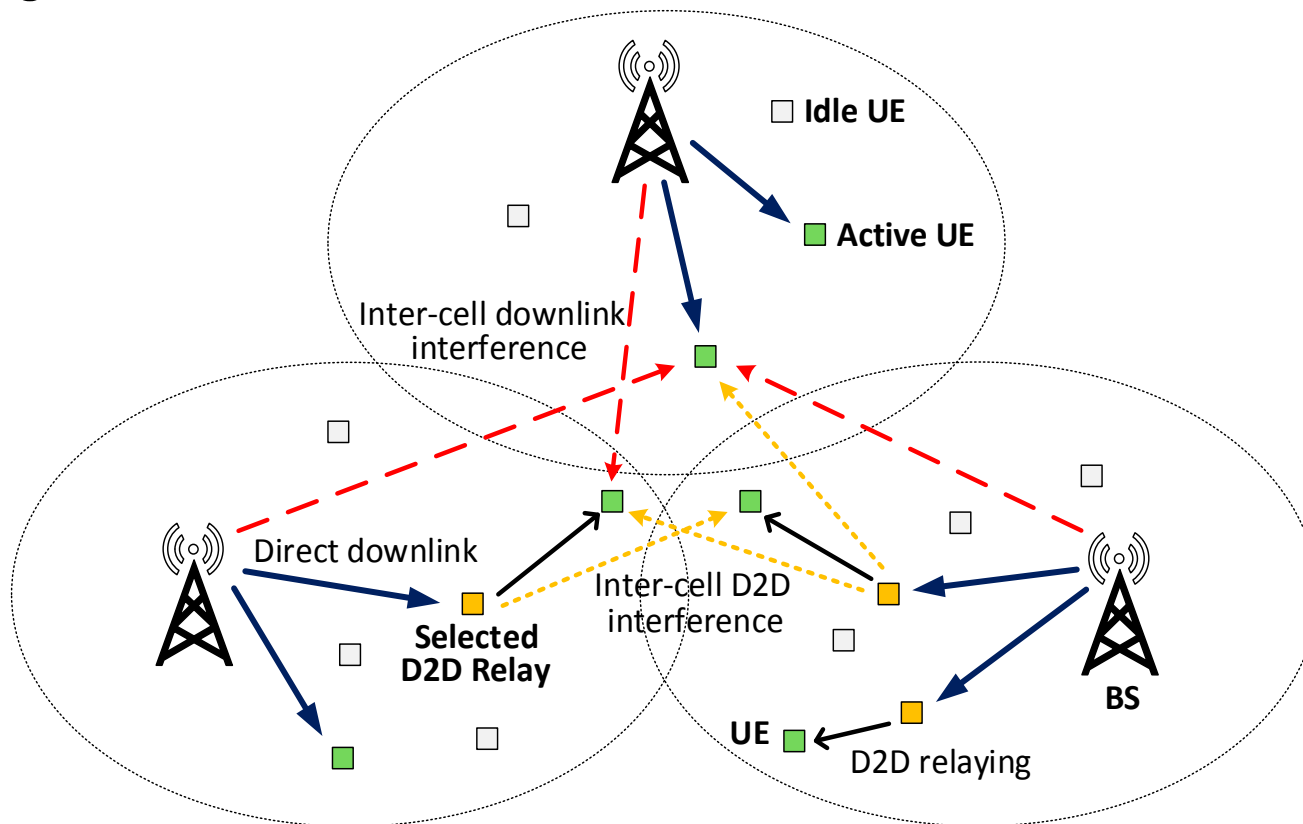 Idle UE
Active UE
Inter-cell downlink
interference
Direct downlink
Inter-cell D2D
interference
Selected
D2D Relay
BS
UE
D2D relaying